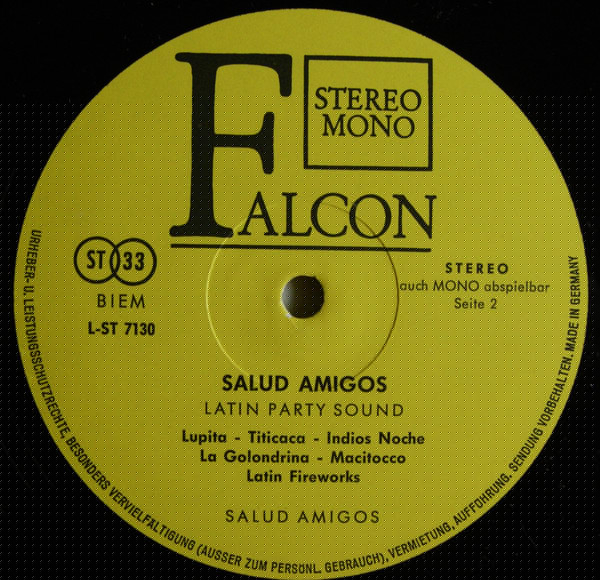 STEREO
MONO
FALCON
ST 33
BIEM
L-ST 7130
STEREO
auch MONO abspielbar
Seite 2
SALUD AMIGOS
LATIN PARTY SOUND
Lupita - Titicaca - Indios Noche
La Golondrina - Macitocco
Latin Fireworks
SALUD AMIGOS
URHEBER- U. LEISTUNGSSCHUTZRECHTE, BESONDERS VERVIELFÄLTIGUNG (AUSSER ZUM PERSÖNL. GEBRAUCH), VERMIETUNG, AUFFÜHRUNG. SENDUNG VORBEHALTEN. MADE IN GERMANY